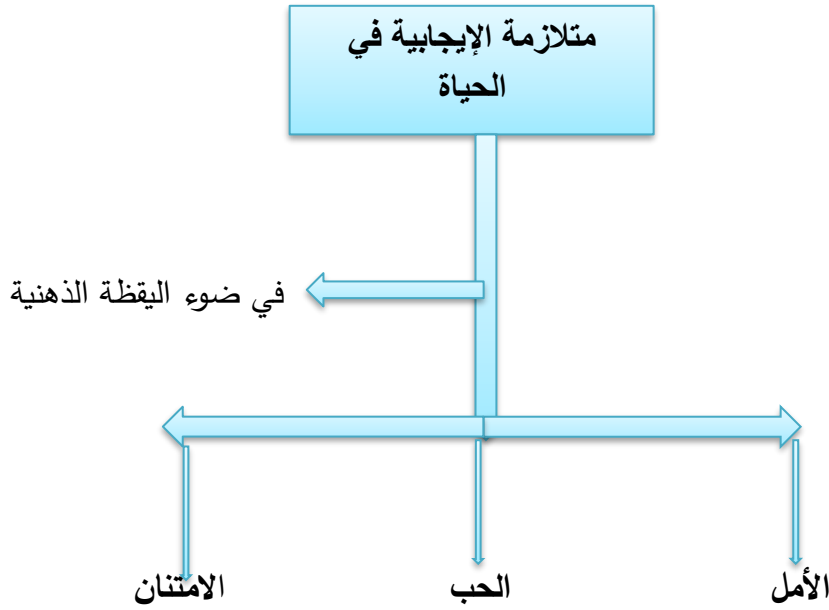 متلازمة الإيجابية في
الحياة
في ضوء اليقظة الذهنية
الأمل
الحب
الامتنان